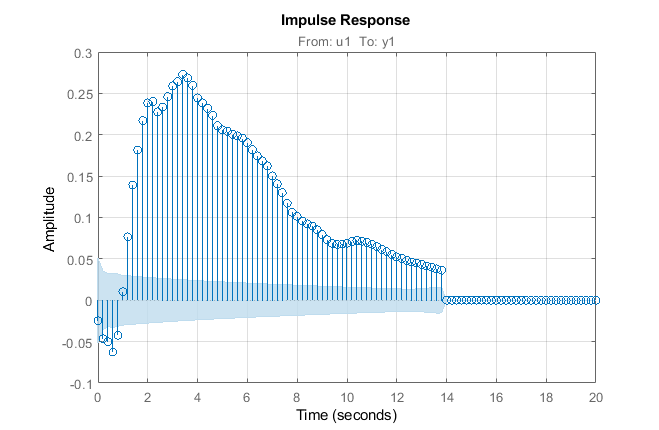 Impulse Response
From: u1 To: y1
0.3
0.25
0.2
0.15
0.1
0.05
0
-0.05
-0.1
Amplitude
0 2 4 6 8 10 12 14 16 18 20
Time (seconds)